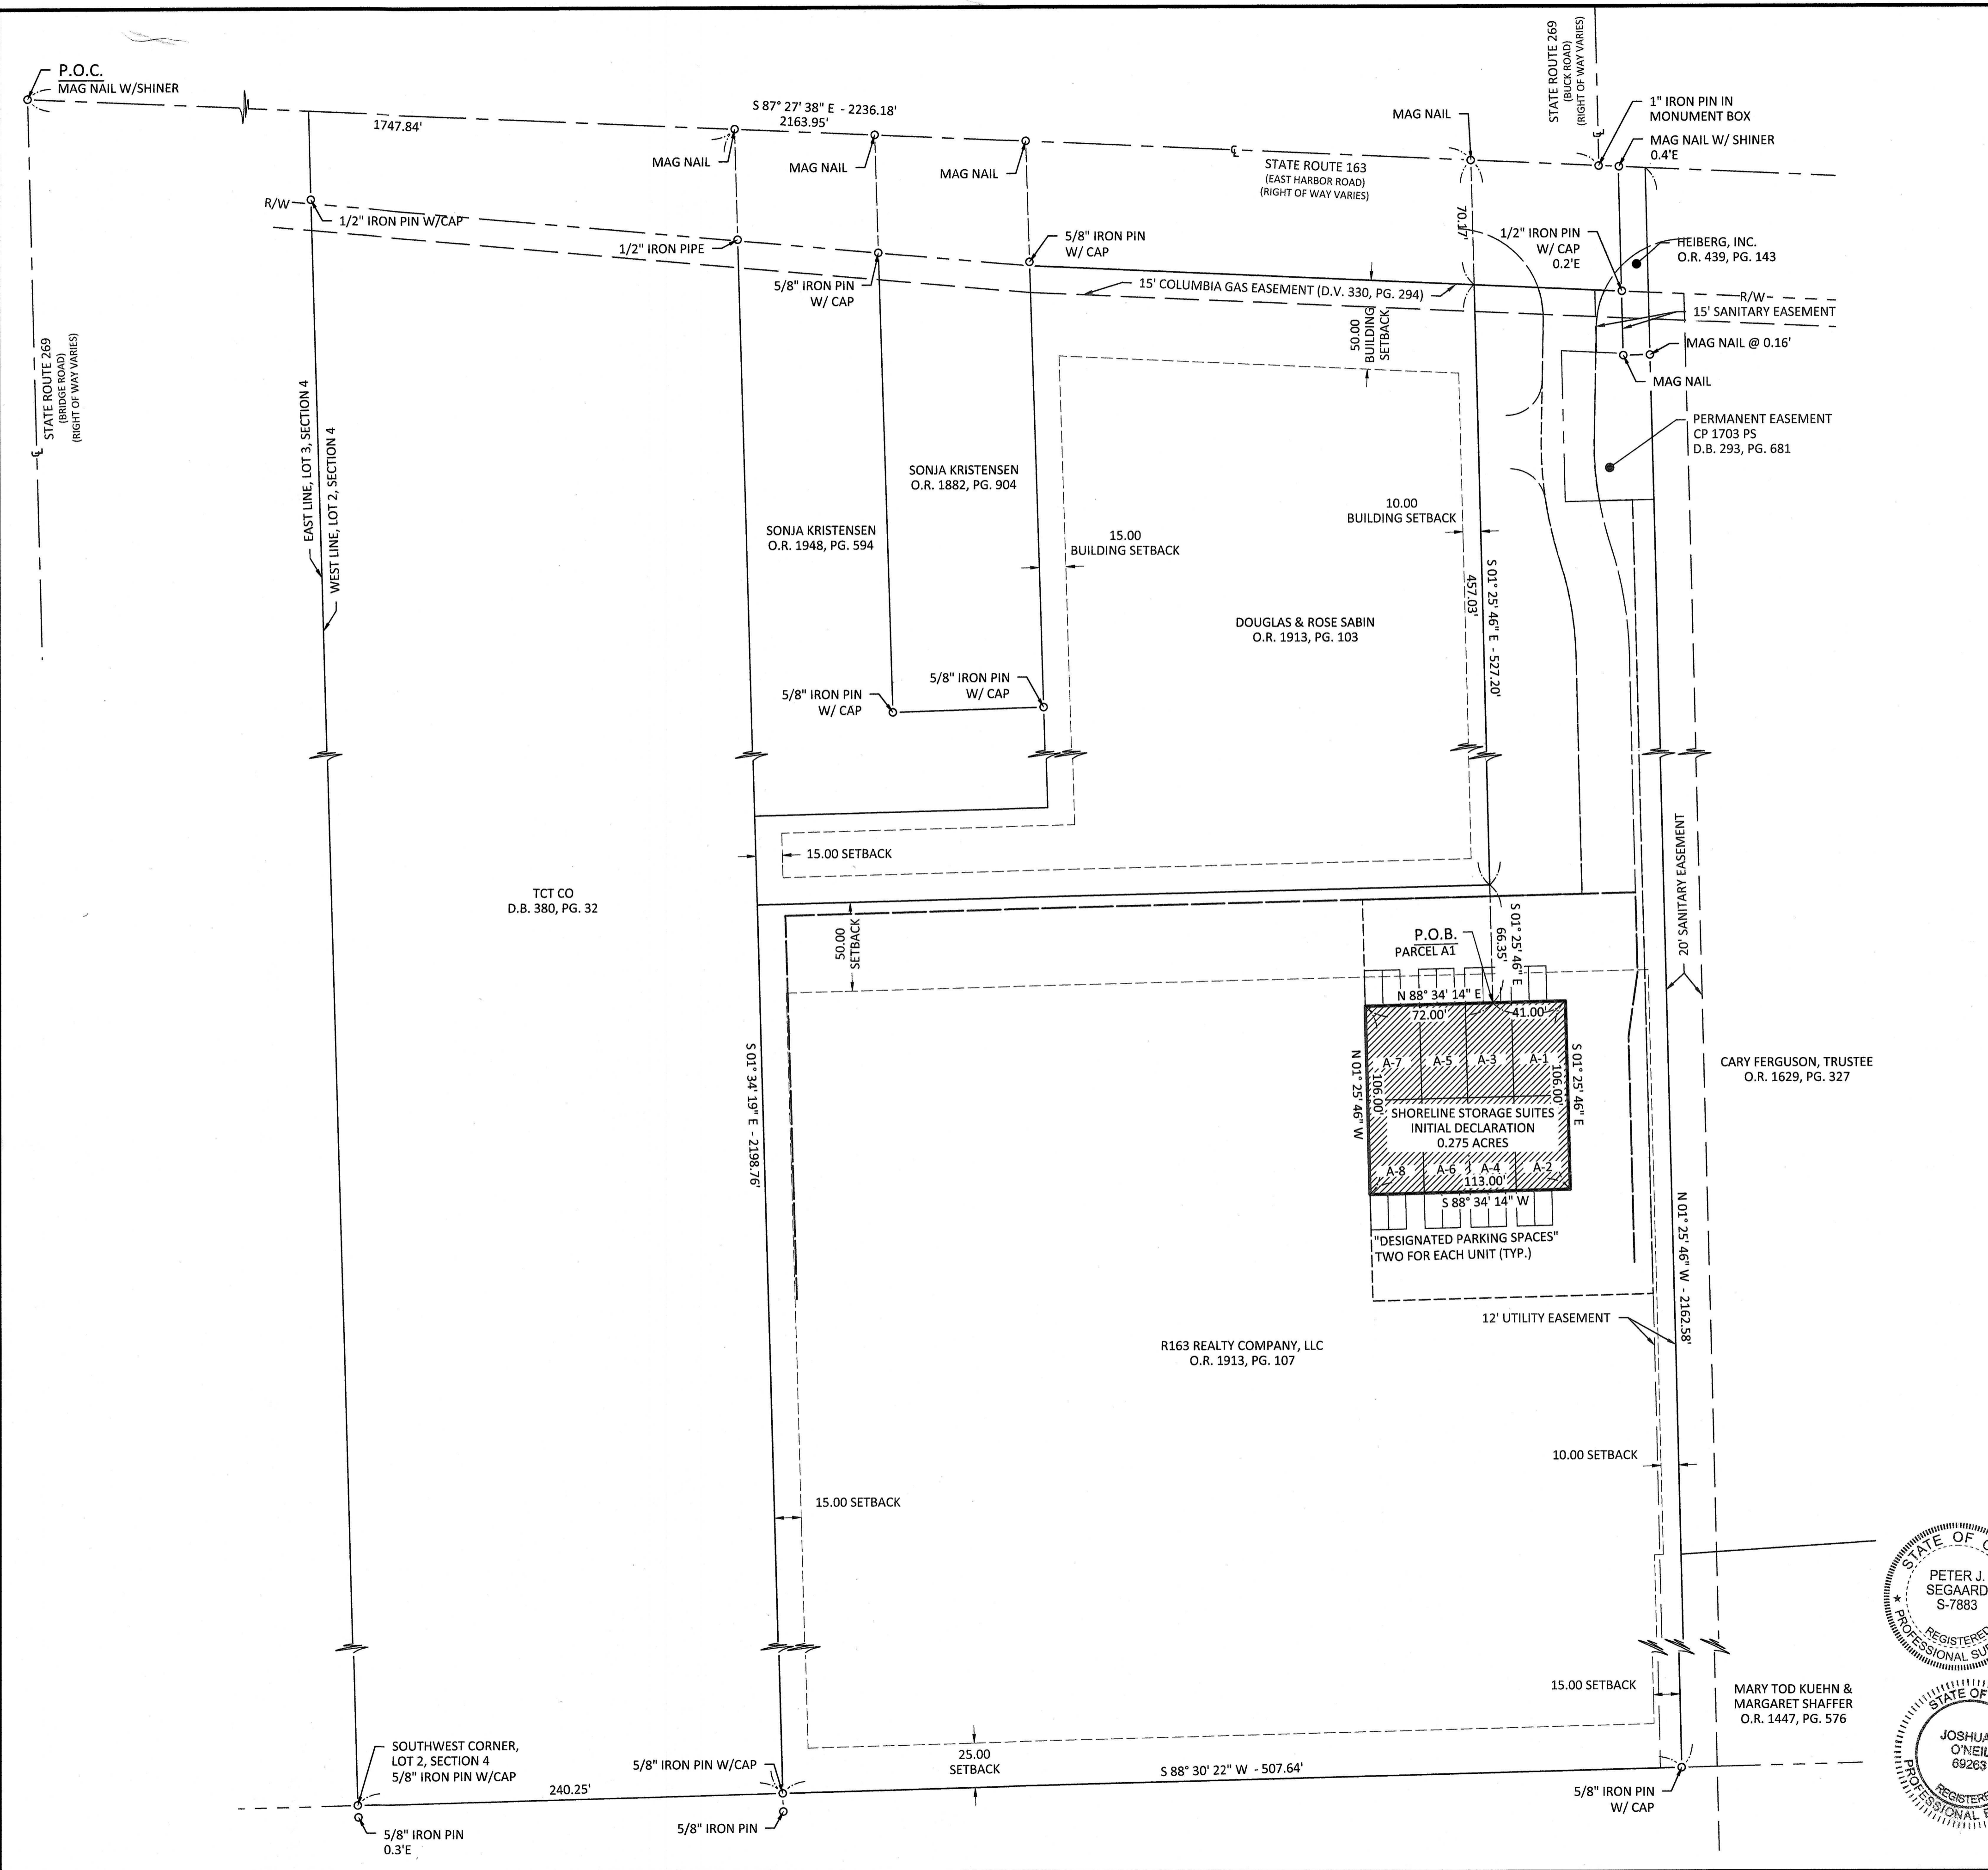 P.O.C.
MAG NAIL W/SHINER
1747.84'
S 87° 27' 38" E - 2236.18'
2163.95'
MAG NAIL
MAG NAIL
MAG NAIL
MAG NAIL
STATE ROUTE 269
(BUCK ROAD)
(RIGHT OF WAY VARIES)
1" IRON PIN IN
MONUMENT BOX
MAG NAIL W/ SHINER
0.4'E
STATE ROUTE 163
(EAST HARBOR ROAD)
(RIGHT OF WAY VARIES)
R/W
1/2" IRON PIN W/CAP
1/2" IRON PIPE
5/8" IRON PIN
W/ CAP
5/8" IRON PIN
W/ CAP
70.17'
1/2" IRON PIN
W/ CAP
0.2'E
HEIBERG, INC.
O.R. 439, PG. 143
15' COLUMBIA GAS EASEMENT (D.V. 330, PG. 294)
R/W
15' SANITARY EASEMENT
50.00
BUILDING
SETBACK
MAG NAIL @ 0.16'
MAG NAIL
STATE ROUTE 269
(BRIDGE ROAD)
(RIGHT OF WAY VARIES)
EAST LINE, LOT 3, SECTION 4
WEST LINE, LOT 2, SECTION 4
PERMANENT EASEMENT
CP 1703 PS
D.B. 293, PG. 681
SONJA KRISTENSEN
O.R. 1882, PG. 904
SONJA KRISTENSEN
O.R. 1948, PG. 594
10.00
BUILDING SETBACK
15.00
BUILDING SETBACK
457.03'
S 01° 25' 46" E - 527.20'
DOUGLAS & ROSE SABIN
O.R. 1913, PG. 103
5/8" IRON PIN
W/ CAP
5/8" IRON PIN
W/ CAP
15.00 SETBACK
20' SANITARY EASEMENT
TCT CO
D.B. 380, PG. 32
50.00
SETBACK
P.O.B.
PARCEL A1
S 01° 25' 46" E
66.35'
N 88° 34' 14" E
72.00'
41.00'
A-7
A-5
A-3
A-1
N 01° 25' 46" W
106.00'
106.00'
S 01° 25' 46" E
SHORELINE STORAGE SUITES
INITIAL DECLARATION
0.275 ACRES
A-8
A-6
A-4
A-2
113.00'
S 88° 34' 14" W
"DESIGNATED PARKING SPACES"
TWO FOR EACH UNIT (TYP.)
CARY FERGUSON, TRUSTEE
O.R. 1629, PG. 327
S 01° 34' 19" E - 2198.76'
N 01° 25' 46" W - 2162.58'
12' UTILITY EASEMENT
R163 REALTY COMPANY, LLC
O.R. 1913, PG. 107
10.00 SETBACK
15.00 SETBACK
STATE OF O
PETER J.
SEGAARD
S-7883
REGISTERED
PROFESSIONAL SU
15.00 SETBACK
MARY TOD KUEHN &
MARGARET SHAFFER
O.R. 1447, PG. 576
STATE OF
JOSHUA
O'NEIL
69263
REGISTERE
PROFESSIONAL E
SOUTHWEST CORNER,
LOT 2, SECTION 4
5/8" IRON PIN W/CAP
5/8" IRON PIN W/CAP
25.00
SETBACK
240.25'
S 88° 30' 22" W - 507.64'
5/8" IRON PIN
W/ CAP
5/8" IRON PIN
0.3'E
5/8" IRON PIN